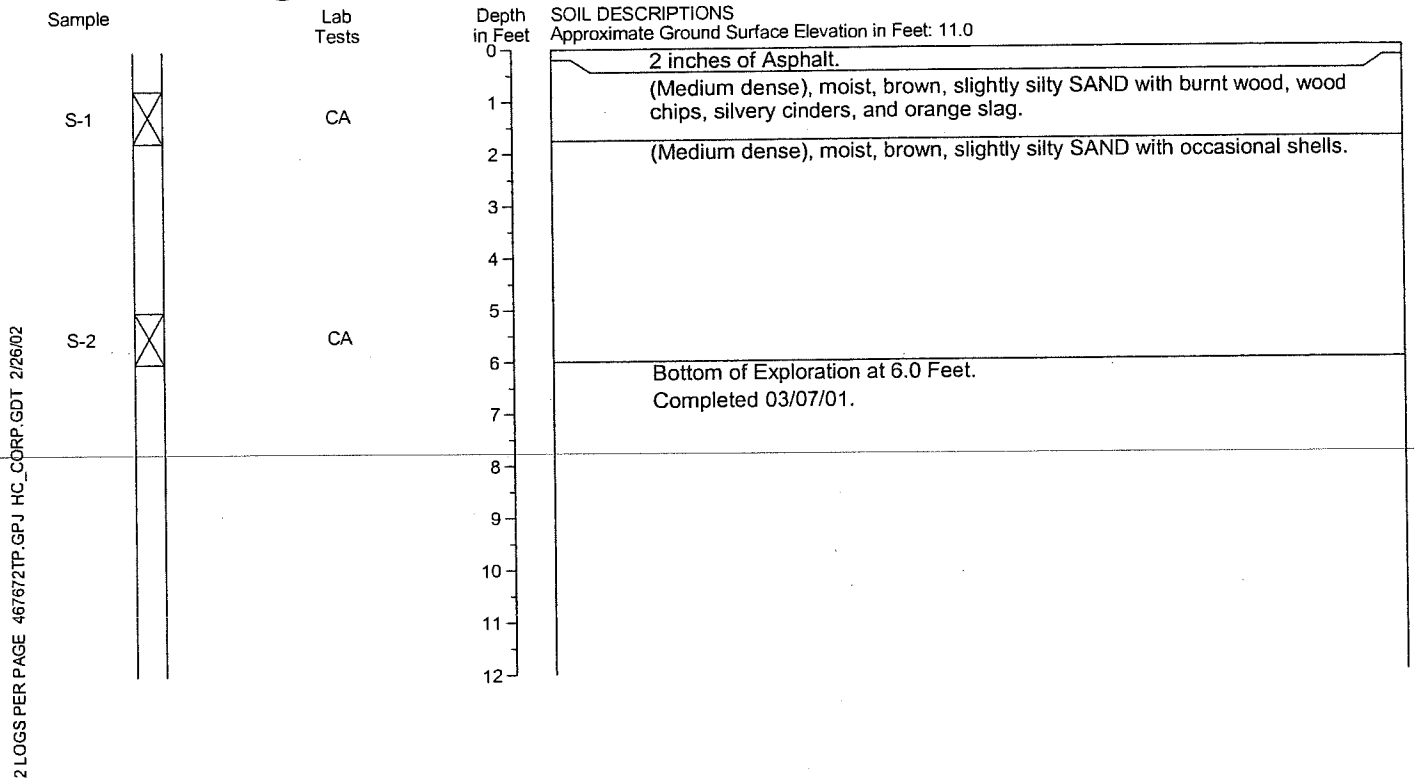 Sample
Lab
Tests
Depth
in Feet
SOIL DESCRIPTIONS
Approximate Ground Surface Elevation in Feet: 11.0
0
2 inches of Asphalt.
(Medium dense), moist, brown, slightly silty SAND with burnt wood, wood
chips, silvery cinders, and orange slag.
S-1
CA
1
2
(Medium dense), moist, brown, slightly silty SAND with occasional shells.
3
4
5
S-2
CA
6
Bottom of Exploration at 6.0 Feet.
Completed 03/07/01.
7
8
9
10
11
12
2 LOGS PER PAGE 467672TP.GPJ HC_CORP.GDT 2/26/02